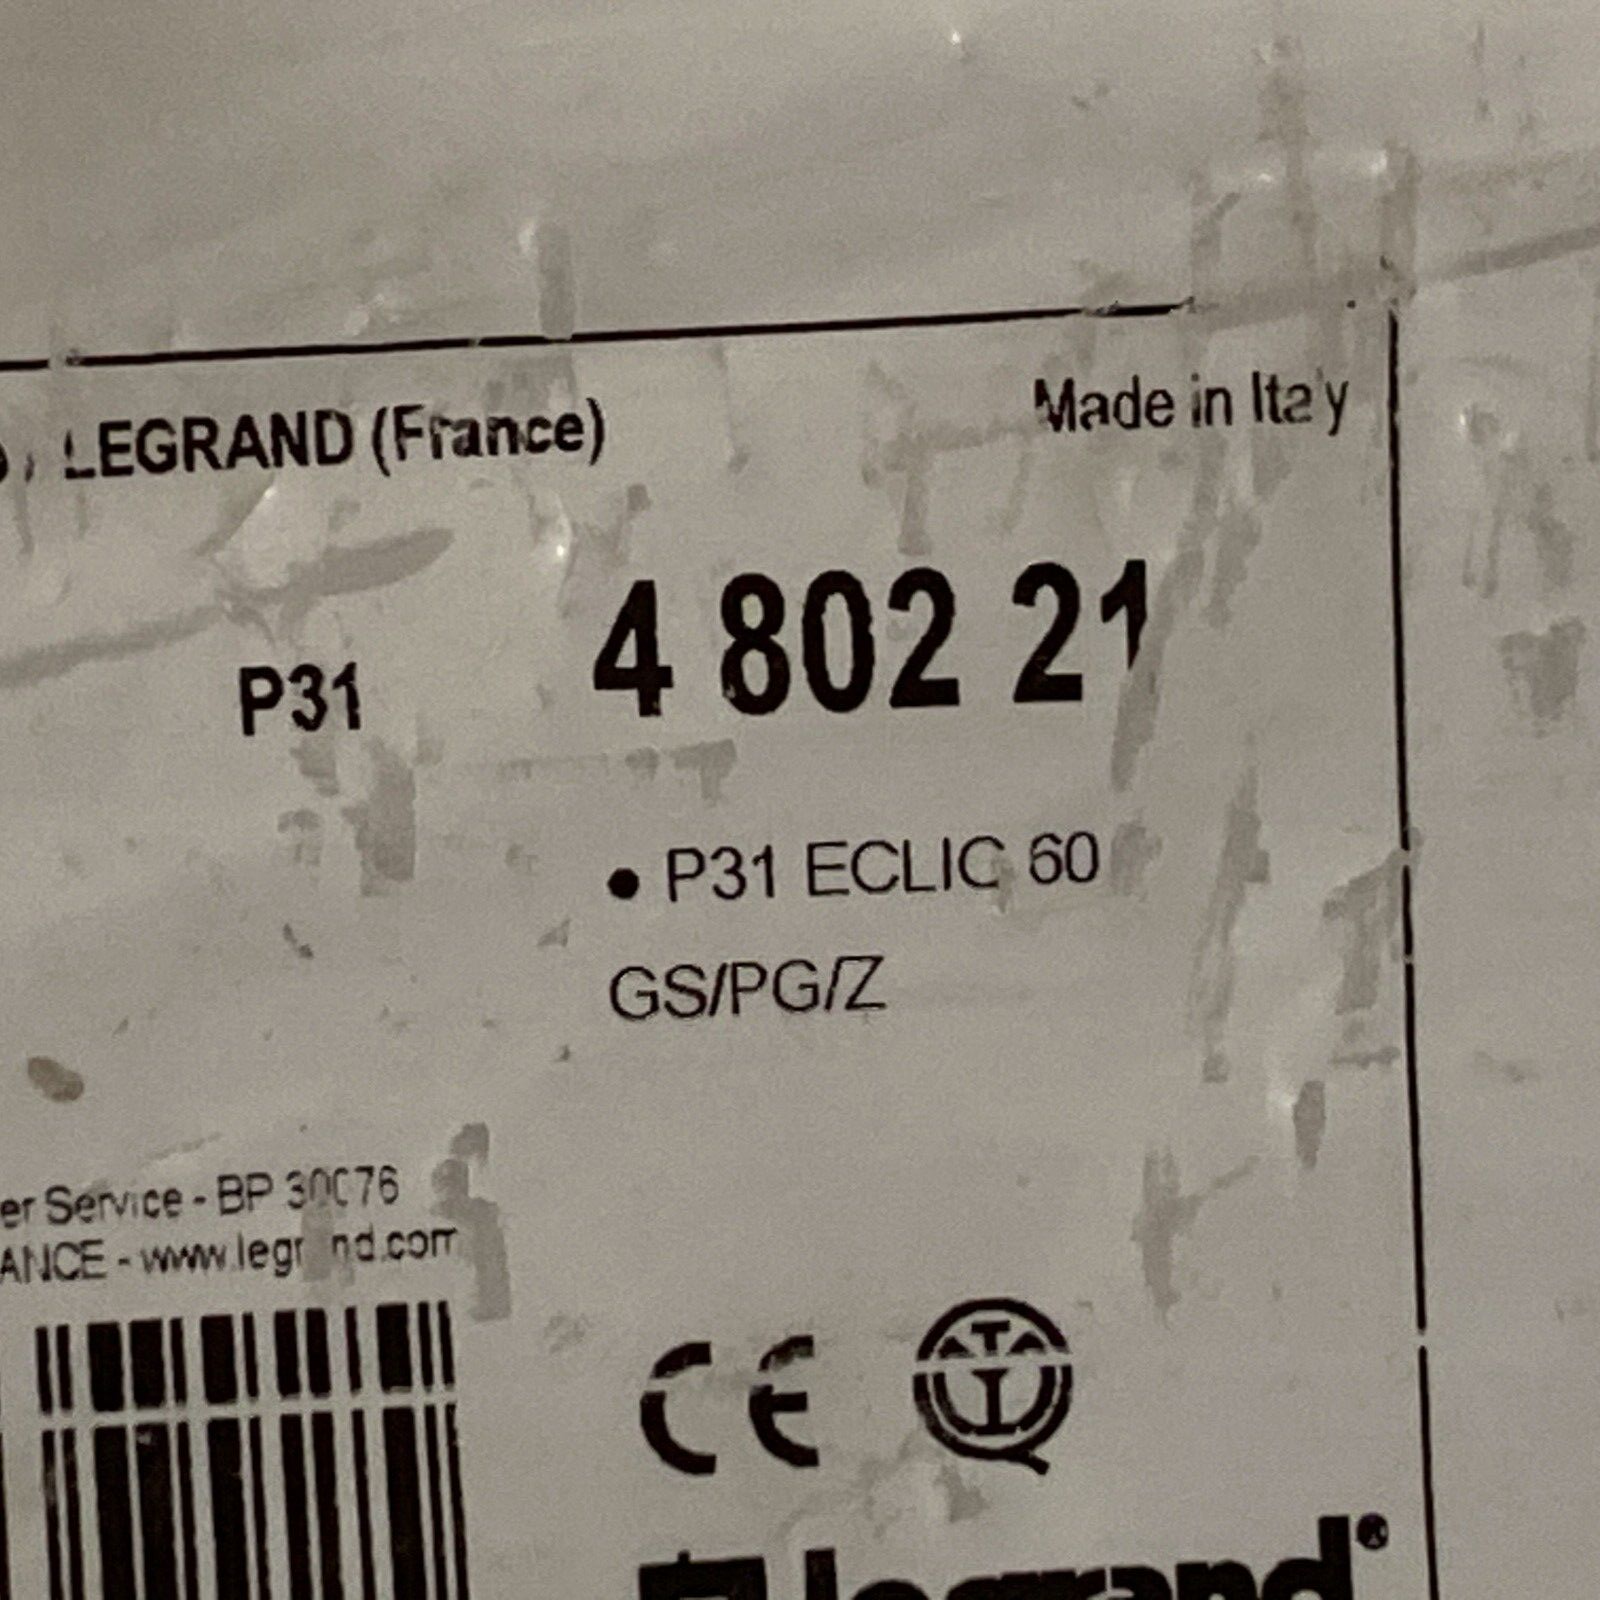 LEGRAND (France)
Made in Italy
P31
4 802 21
• P31 ECLIC 60
GS/PG/Z
er Service - BP 30076
ANCE - www.legrand.com
CE
ATA
I
legrand®